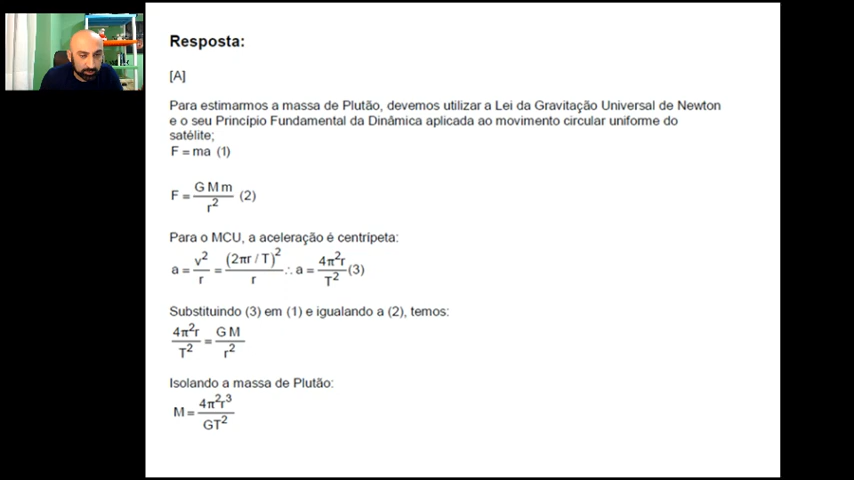 Resposta:
[A]
Para estimarmos a massa de Plutão, devemos utilizar a Lei da Gravitação Universal de Newton
e o seu Princípio Fundamental da Dinâmica aplicada ao movimento circular uniforme do
satélite;
F = ma (1)
F = G M m / r² (2)
Para o MCU, a aceleração é centrípeta:
a = v² / r = (2πr / T)² / r ∴ a = 4π²r / T² (3)
Substituindo (3) em (1) e igualando a (2), temos:
4π²r / T² = G M / r²
Isolando a massa de Plutão:
M = 4π²r³ / GT²